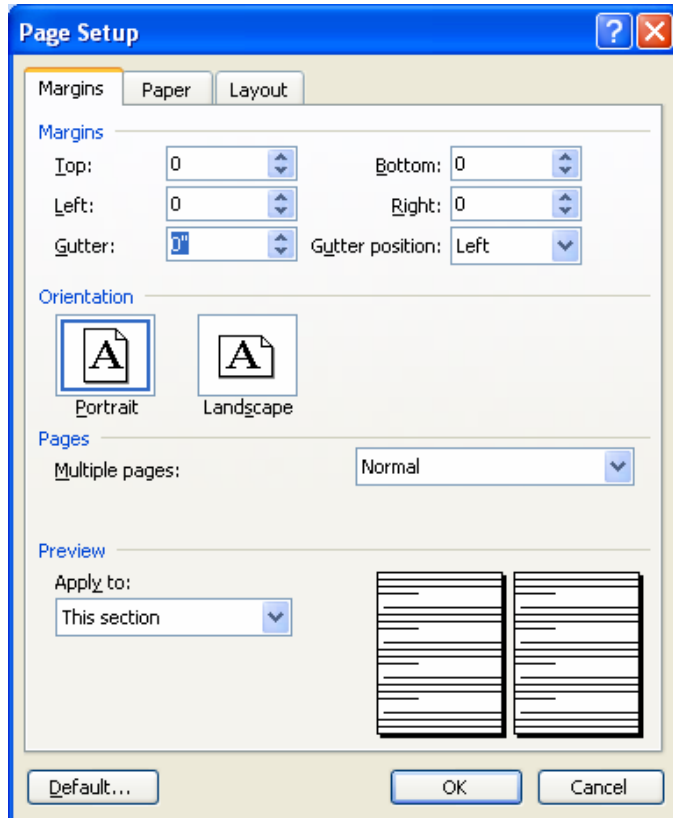 Page Setup
Margins Paper Layout
Margins
Top: 0 Bottom: 0
Left: 0 Right: 0
Gutter: 0" Gutter position: Left
Orientation
A A
Portrait Landscape
Pages
Multiple pages: Normal
Preview
Apply to:
This section
Default... OK Cancel